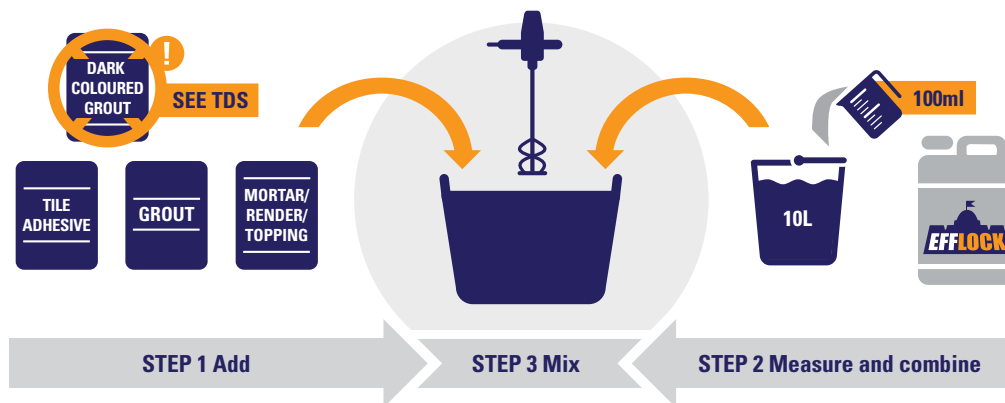 DARK
COLOURED
GROUT
!
SEE TDS
100ml
TILE
ADHESIVE
GROUT
MORTAR/
RENDER/
TOPPING
10L
EFFLOCK
STEP 1 Add
STEP 3 Mix
STEP 2 Measure and combine